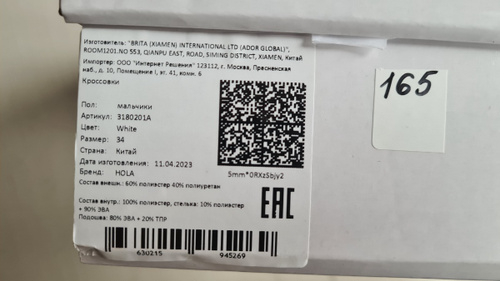 Изготовитель: "BRITA (XIAMEN) INTERNATIONAL LTD (ADOR GLOBAL)",
ROOM1201.NO 553, QIANPU EAST, ROAD, SIMING DISTRICT, XIAMEN, Китай
Импортер: ООО "Интернет Решения" 123112, г. Москва, Пресненская
наб., д. 10, Помещение I, эт. 41, комн. 6
Кроссовки
Пол: мальчики
Артикул: 3180201A
Цвет: White
Размер: 34
Страна: Китай
Дата изготовления: 11.04.2023
Бренд: HOLA
5mm*0RXzSbjy2
Состав внешн.: 60% полиэстер 40% полиуретан
Состав внутр.: 100% полиэстер, стелька: 10% полиэстер
+ 90% ЭВА
Подошва: 80% ЭВА + 20% ТПР
EAC
630215 945269
165